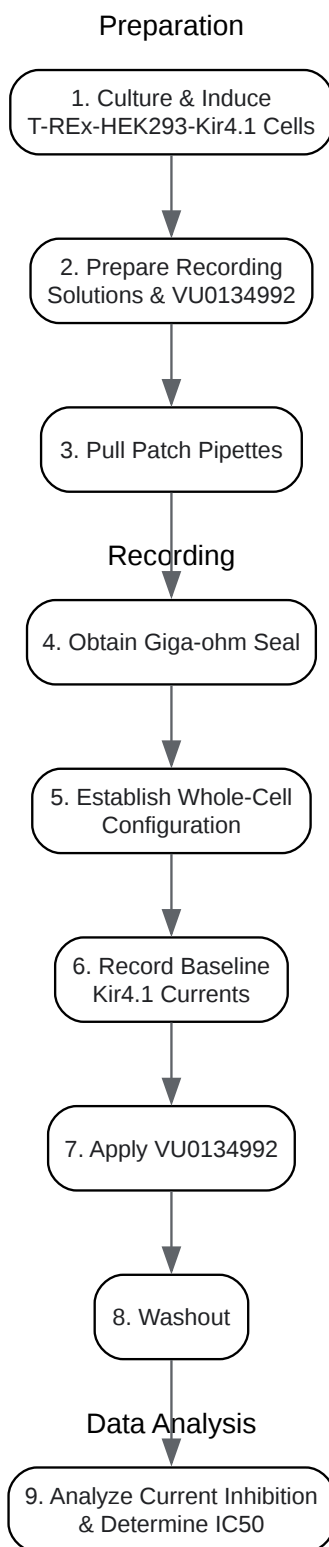 Preparation
1. Culture & Induce
T-REx-HEK293-Kir4.1 Cells
2. Prepare Recording
Solutions & VU0134992
3. Pull Patch Pipettes
Recording
4. Obtain Giga-ohm Seal
5. Establish Whole-Cell
Configuration
6. Record Baseline
Kir4.1 Currents
7. Apply VU0134992
8. Washout
Data Analysis
9. Analyze Current Inhibition
& Determine IC50